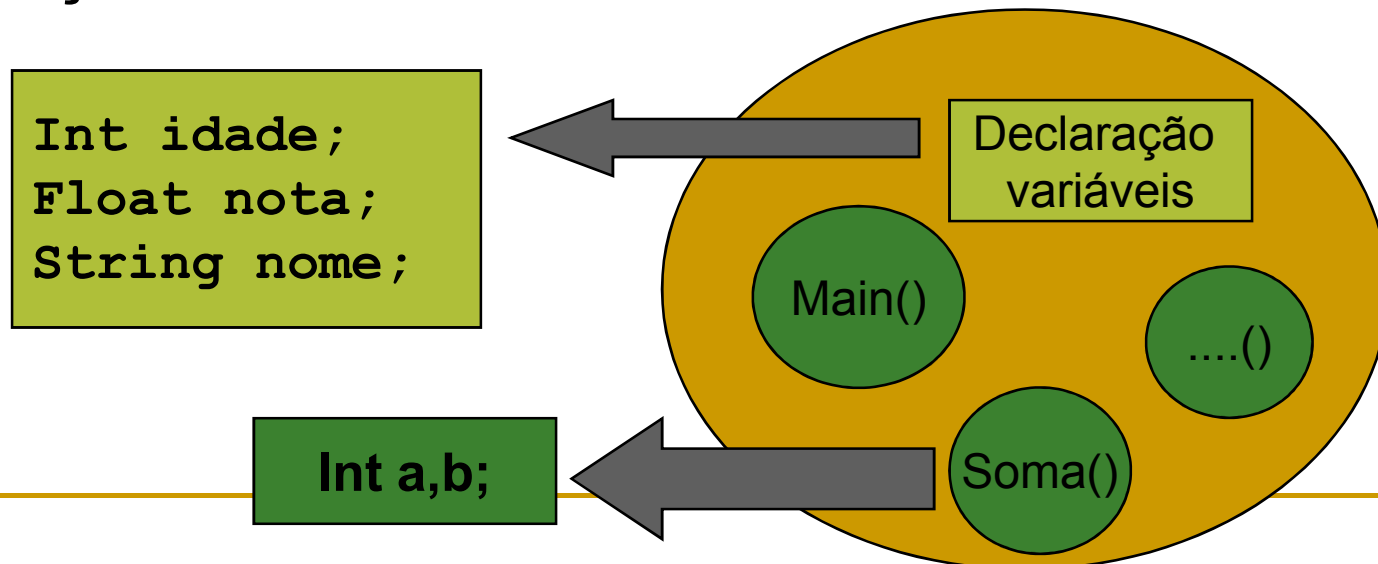 Int idade;
Float nota;
String nome;
Declaração
variáveis
Main()
....()
Int a,b;
Soma()